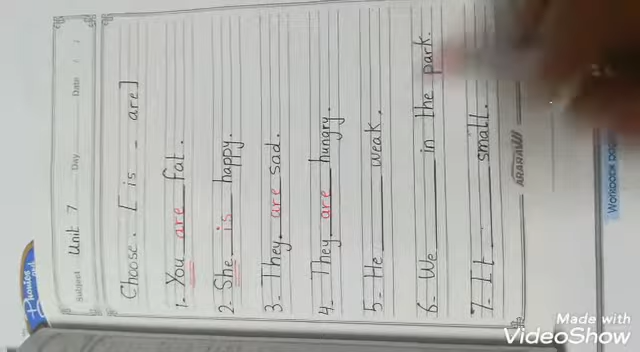 Phonics
Subject Unit 7 Day Date / /
Choose. [ is - are ]
1- You are fat.
2- She is happy.
3- They are sad.
4- They are hungry.
5- He weak.
6- We in the park.
7- It small.
ARARAWI
Made with
VideoShow